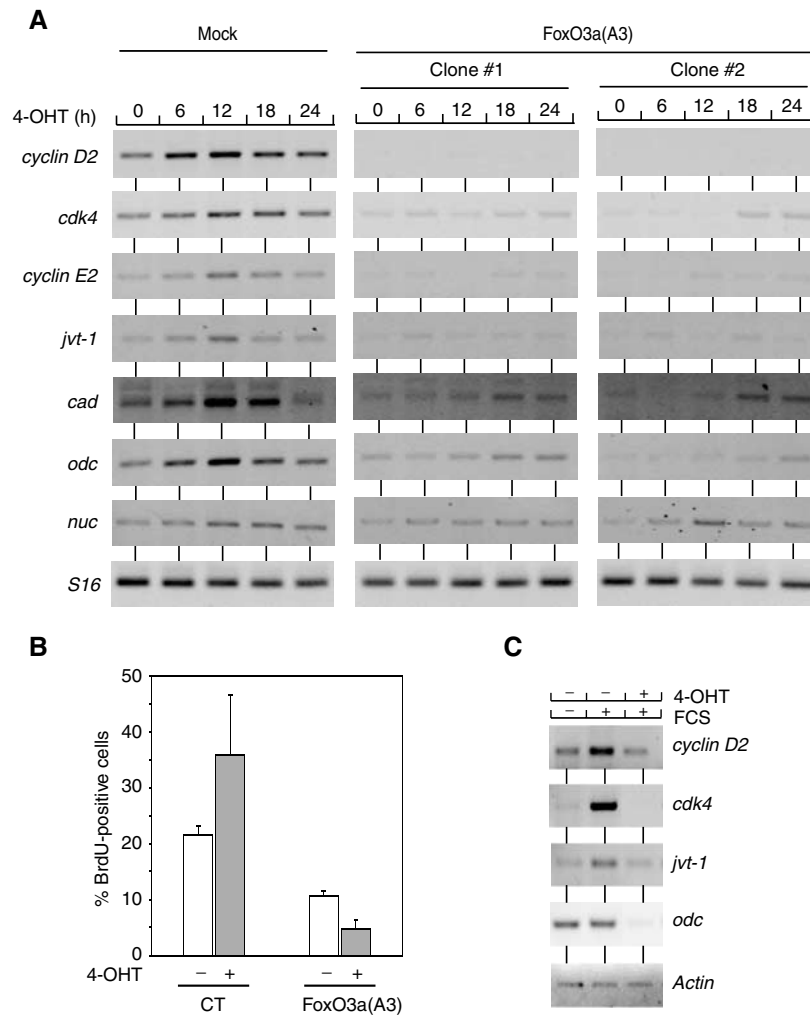 A
Mock
FoxO3a(A3)
Clone #1
Clone #2
4-OHT (h)
0 6 12 18 24
0 6 12 18 24
0 6 12 18 24
cyclin D2
cdk4
cyclin E2
jvt-1
cad
odc
nuc
S16
B
% BrdU-positive cells
50
40
30
20
10
0
4-OHT
– + – +
CT
FoxO3a(A3)
C
– – + 4-OHT
– + + FCS
cyclin D2
cdk4
jvt-1
odc
Actin